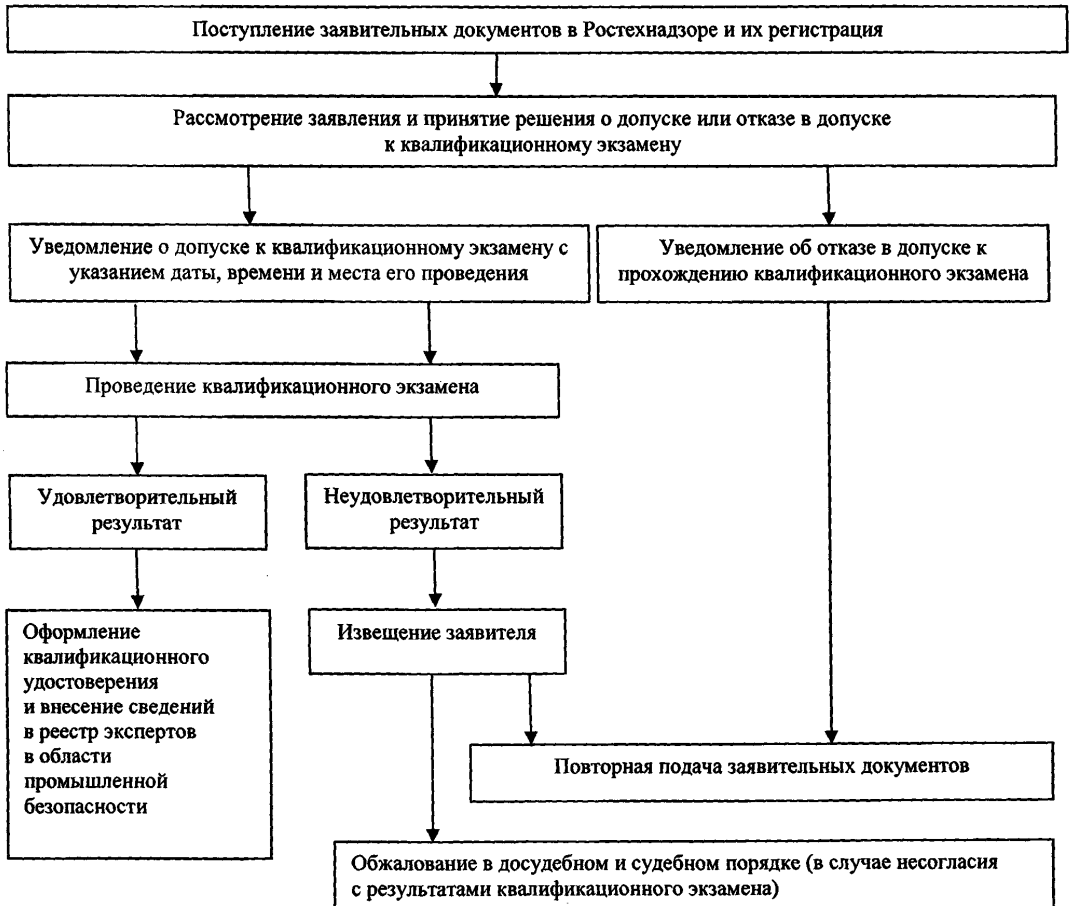 Поступление заявительных документов в Ростехнадзоре и их регистрация
Рассмотрение заявления и принятие решения о допуске или отказе в допуске
к квалификационному экзамену
Уведомление о допуске к квалификационному экзамену с
указанием даты, времени и места его проведения
Уведомление об отказе в допуске к
прохождению квалификационного экзамена
Проведение квалификационного экзамена
Удовлетворительный
результат
Неудовлетворительный
результат
Оформление
квалификационного
удостоверения
и внесение сведений
в реестр экспертов
в области
промышленной
безопасности
Извещение заявителя
Повторная подача заявительных документов
Обжалование в досудебном и судебном порядке (в случае несогласия
с результатами квалификационного экзамена)